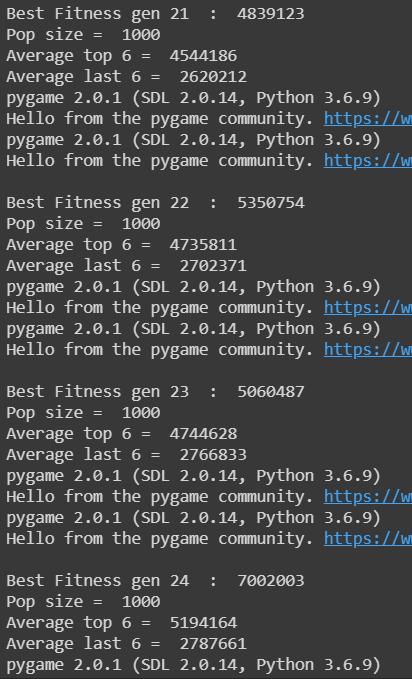 Best Fitness gen 21  :  4839123
Pop size =  1000
Average top 6 =  4544186
Average last 6 =  2620212
pygame 2.0.1 (SDL 2.0.14, Python 3.6.9)
Hello from the pygame community. https://w
pygame 2.0.1 (SDL 2.0.14, Python 3.6.9)
Hello from the pygame community. https://w
Best Fitness gen 22  :  5350754
Pop size =  1000
Average top 6 =  4735811
Average last 6 =  2702371
pygame 2.0.1 (SDL 2.0.14, Python 3.6.9)
Hello from the pygame community. https://w
pygame 2.0.1 (SDL 2.0.14, Python 3.6.9)
Hello from the pygame community. https://w
Best Fitness gen 23  :  5060487
Pop size =  1000
Average top 6 =  4744628
Average last 6 =  2766833
pygame 2.0.1 (SDL 2.0.14, Python 3.6.9)
Hello from the pygame community. https://w
pygame 2.0.1 (SDL 2.0.14, Python 3.6.9)
Hello from the pygame community. https://w
Best Fitness gen 24  :  7002003
Pop size =  1000
Average top 6 =  5194164
Average last 6 =  2787661
pygame 2.0.1 (SDL 2.0.14, Python 3.6.9)